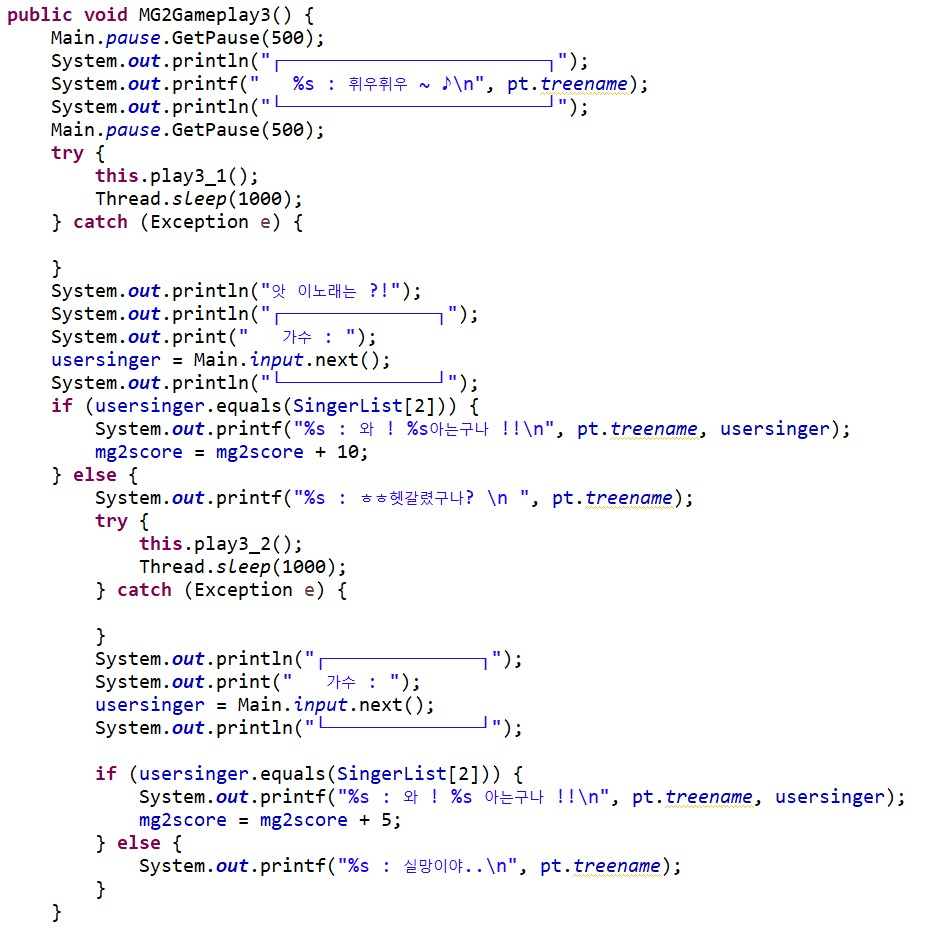 public void MG2Gameplay3() {
    Main.pause.GetPause(500);
    System.out.println("┌─────────────────┐");
    System.out.printf("   %s : 휘우휘우 ~ ♪\n", pt.treename);
    System.out.println("└─────────────────┘");
    Main.pause.GetPause(500);
    try {
        this.play3_1();
        Thread.sleep(1000);
    } catch (Exception e) {

    }
    System.out.println("앗 이노래는 ?!");
    System.out.println("┌──────────┐");
    System.out.print("   가수 : ");
    usersinger = Main.input.next();
    System.out.println("└──────────┘");
    if (usersinger.equals(SingerList[2])) {
        System.out.printf("%s : 와 ! %s아는구나 !!\n", pt.treename, usersinger);
        mg2score = mg2score + 10;
    } else {
        System.out.printf("%s : ㅎㅎ헷갈렸구나? \n ", pt.treename);
        try {
            this.play3_2();
            Thread.sleep(1000);
        } catch (Exception e) {

        }
        System.out.println("┌──────────┐");
        System.out.print("   가수 : ");
        usersinger = Main.input.next();
        System.out.println("└──────────┘");

        if (usersinger.equals(SingerList[2])) {
            System.out.printf("%s : 와 ! %s 아는구나 !!\n", pt.treename, usersinger);
            mg2score = mg2score + 5;
        } else {
            System.out.printf("%s : 실망이야..\n", pt.treename);
        }
    }